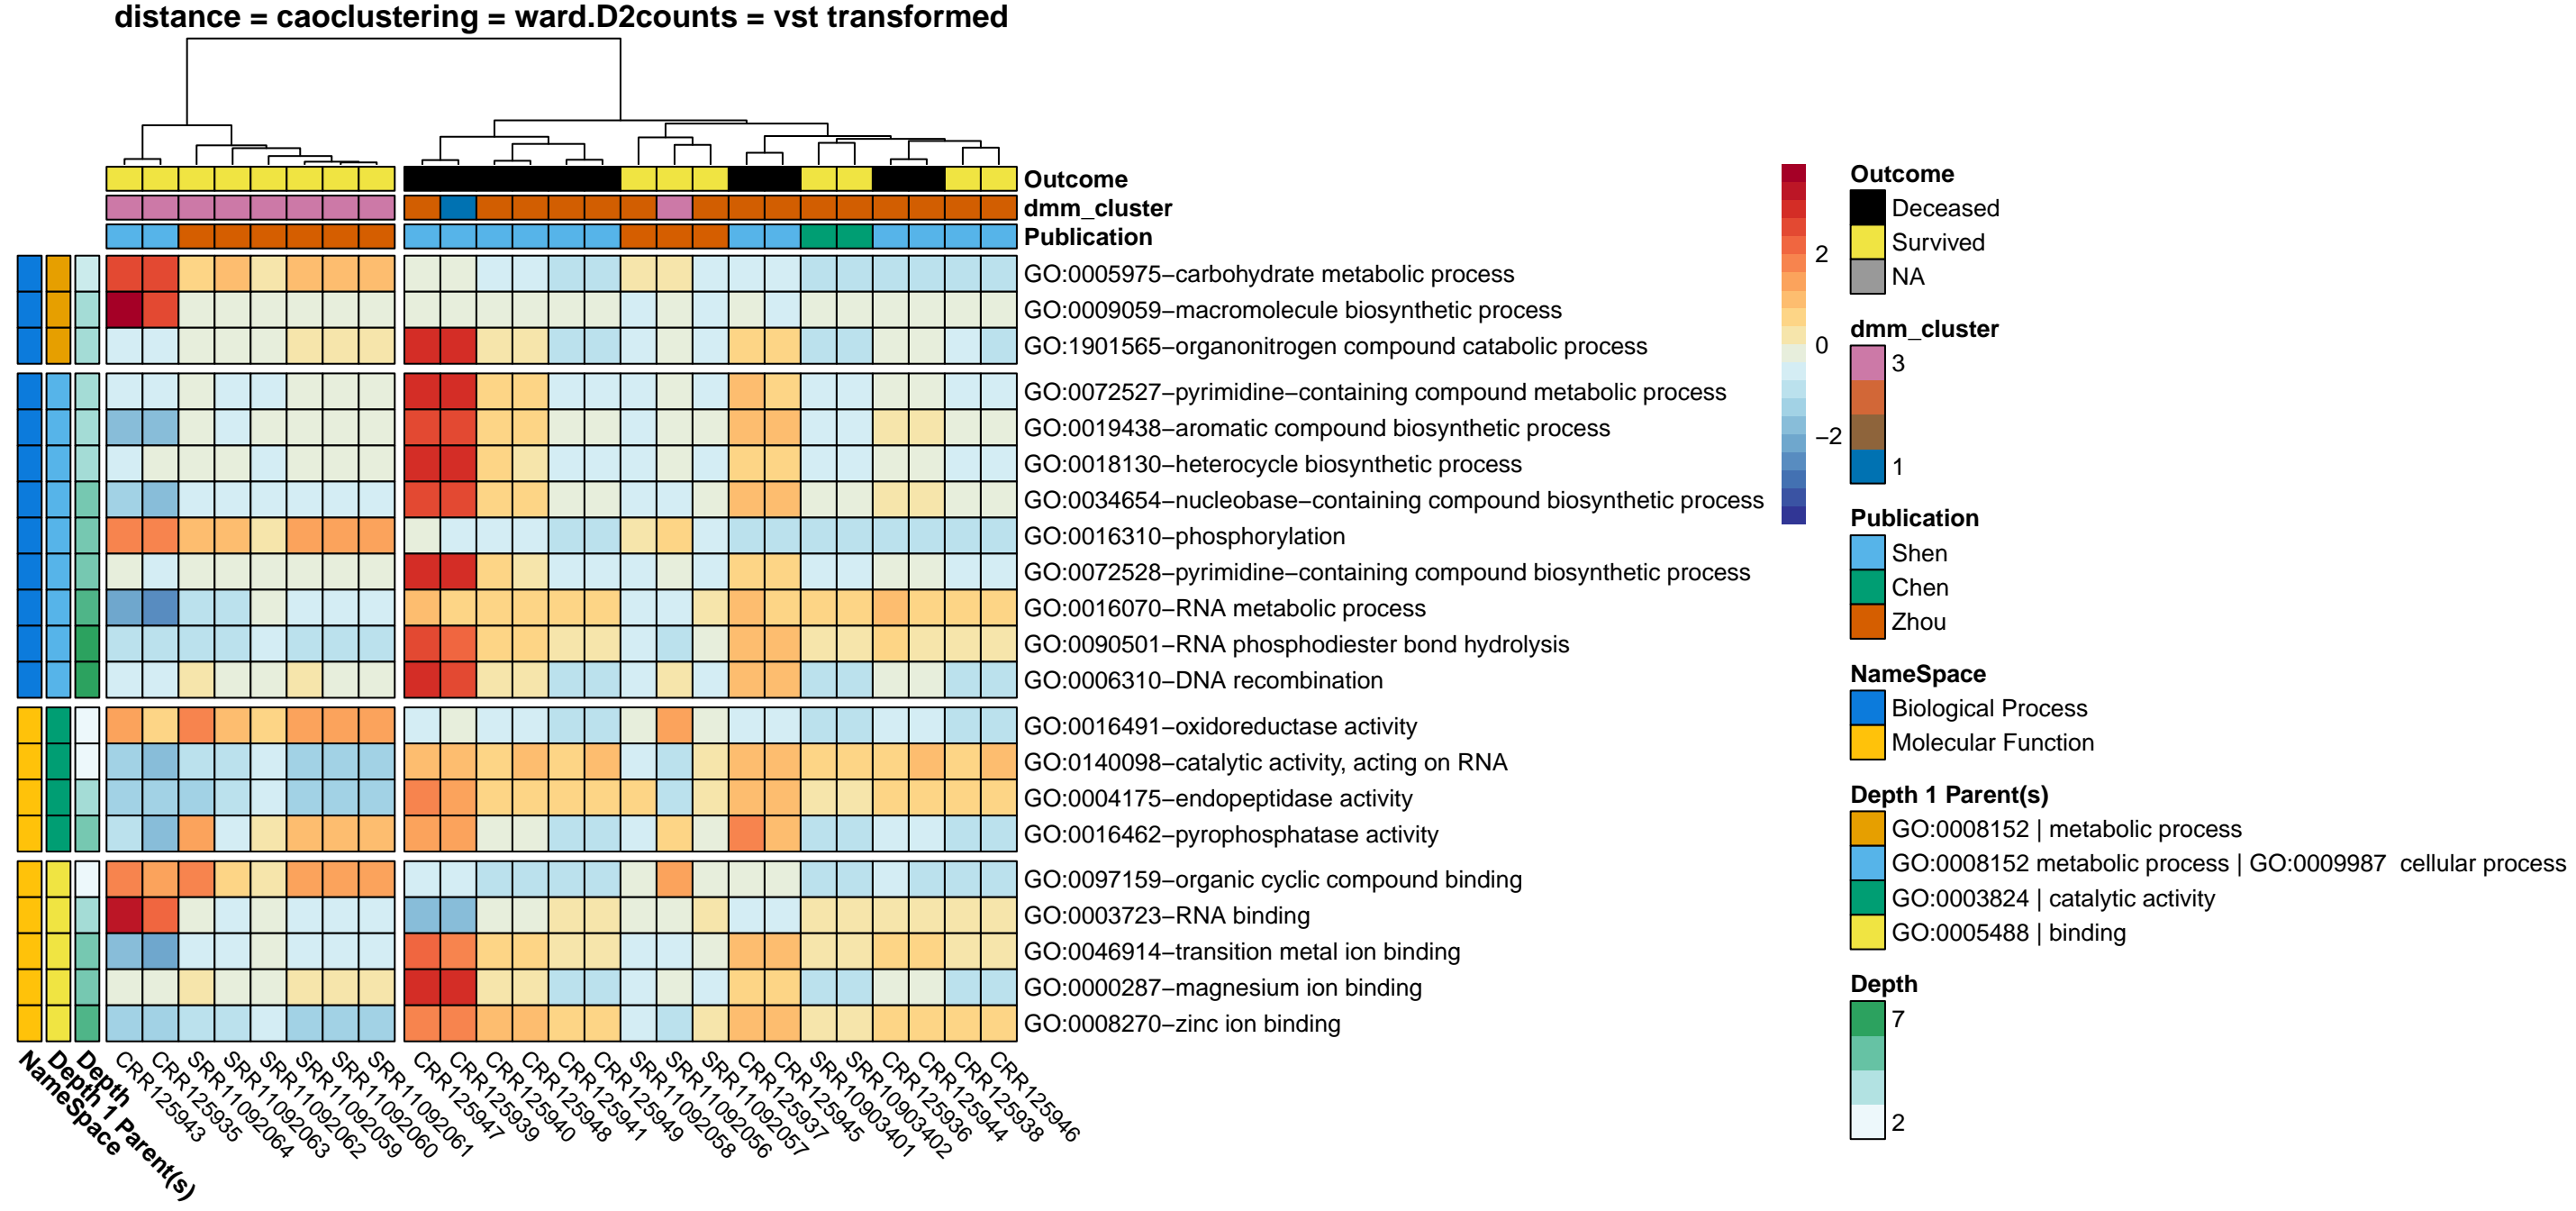 distance = caoclustering = ward.D2counts = vst transformed
Outcome
dmm_cluster
Publication
GO:0005975−carbohydrate metabolic process
GO:0009059−macromolecule biosynthetic process
GO:1901565−organonitrogen compound catabolic process
GO:0072527−pyrimidine−containing compound metabolic process
GO:0019438−aromatic compound biosynthetic process
GO:0018130−heterocycle biosynthetic process
GO:0034654−nucleobase−containing compound biosynthetic process
GO:0016310−phosphorylation
GO:0072528−pyrimidine−containing compound biosynthetic process
GO:0016070−RNA metabolic process
GO:0090501−RNA phosphodiester bond hydrolysis
GO:0006310−DNA recombination
GO:0016491−oxidoreductase activity
GO:0140098−catalytic activity, acting on RNA
GO:0004175−endopeptidase activity
GO:0016462−pyrophosphatase activity
GO:0097159−organic cyclic compound binding
GO:0003723−RNA binding
GO:0046914−transition metal ion binding
GO:0000287−magnesium ion binding
GO:0008270−zinc ion binding
NameSpace
Depth 1 Parent(s)
Depth
CRR125943
CRR125935
SRR11092064
SRR11092063
SRR11092062
SRR11092059
SRR11092060
SRR11092061
CRR125947
CRR125939
CRR125940
CRR125948
CRR125941
CRR125949
SRR11092058
SRR11092056
SRR11092057
CRR125937
CRR125945
SRR10903401
SRR10903402
CRR125936
CRR125944
CRR125938
CRR125946
2
0
−2
Outcome
Deceased
Survived
NA
dmm_cluster
3
1
Publication
Shen
Chen
Zhou
NameSpace
Biological Process
Molecular Function
Depth 1 Parent(s)
GO:0008152 | metabolic process
GO:0008152 metabolic process | GO:0009987  cellular process
GO:0003824 | catalytic activity
GO:0005488 | binding
Depth
7
2